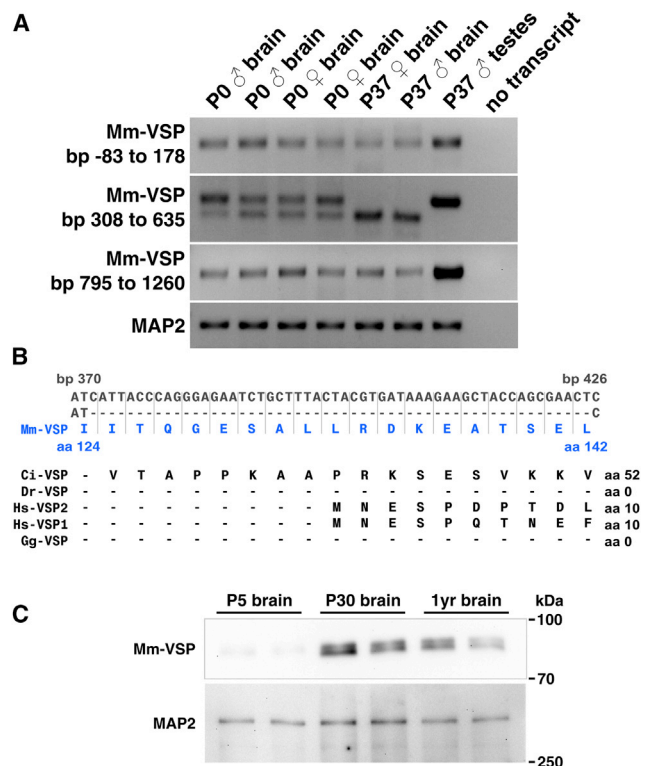 A
P0 ♂ brain
P0 ♂ brain
P0 ♀ brain
P0 ♀ brain
P37 ♀ brain
P37 ♂ brain
P37 ♂ testes
no transcript
Mm-VSP
bp -83 to 178
Mm-VSP
bp 308 to 635
Mm-VSP
bp 795 to 1260
MAP2
B
bp 370 bp 426
ATCATTACCCAGGGAGAATCTGCTTTACTACGTGATAAAGAAGCTACCAGCGAACTCC
AT-------------------------------------------------------C
Mm-VSP I I T Q G E S A L L R D K E A T S E L
aa 124 aa 142
Ci-VSP - V T A P P K A A P R K S E S V K K V aa 52
Dr-VSP - - - - - - - - - - - - - - - - - - - aa 0
Hs-VSP2 - - - - - - - - - M N E S P D P T D L aa 10
Hs-VSP1 - - - - - - - - - M N E S P Q T N E F aa 10
Gg-VSP - - - - - - - - - - - - - - - - - - - aa 0
C
P5 brain P30 brain 1yr brain kDa
100
Mm-VSP
70
MAP2
250